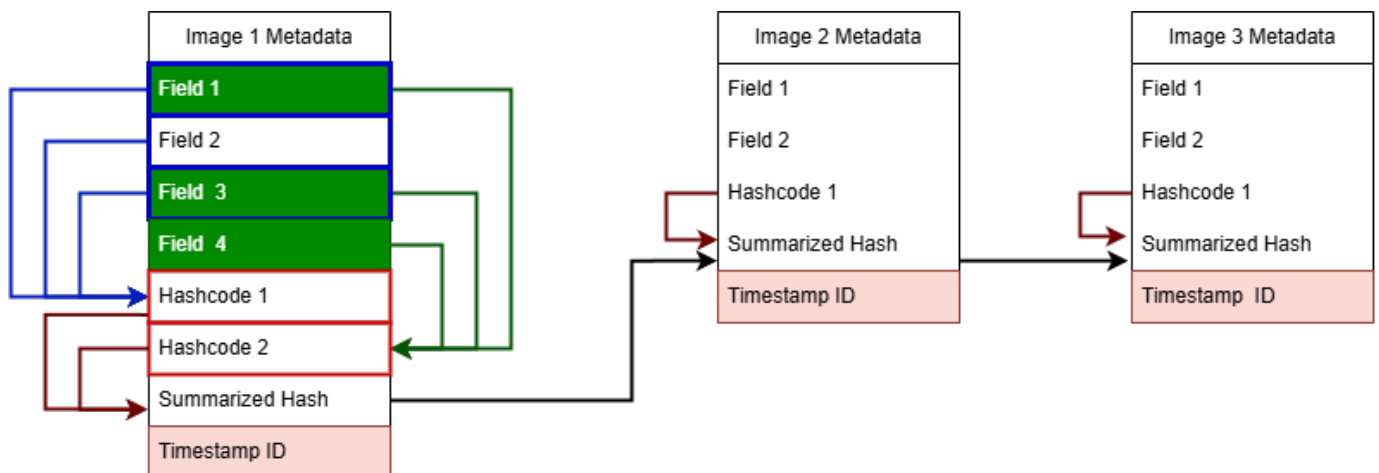 Image 1 Metadata
Field 1
Field 2
Field  3
Field  4
Hashcode 1
Hashcode 2
Summarized Hash
Timestamp ID
Image 2 Metadata
Field 1
Field 2
Hashcode 1
Summarized Hash
Timestamp ID
Image 3 Metadata
Field 1
Field 2
Hashcode 1
Summarized Hash
Timestamp  ID